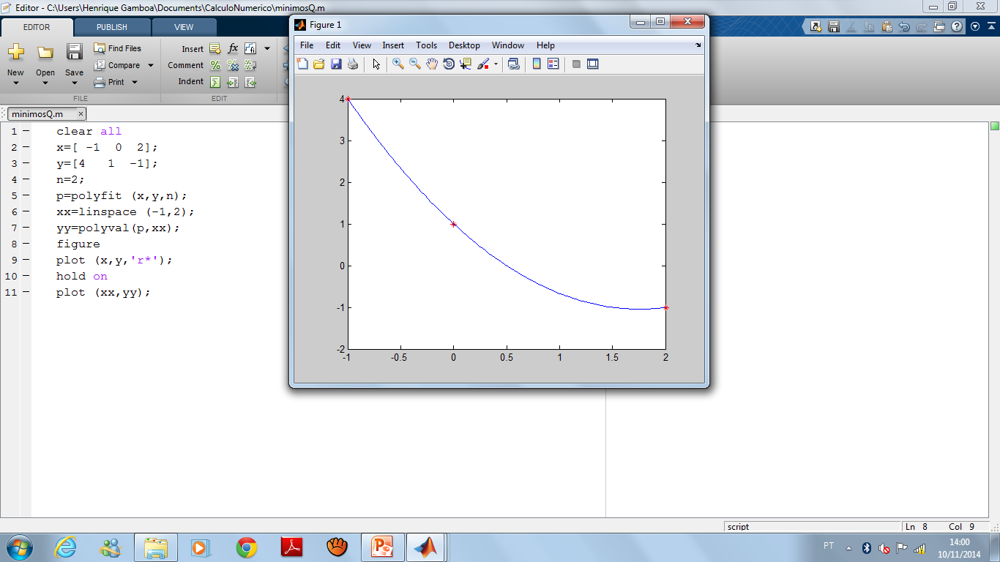 Editor - C:\Users\Henrique Gamboa\Documents\CalculoNumerico\minimosQ.m
EDITOR PUBLISH VIEW
New Open Save
Find Files
Compare
Print
Insert fx
Comment
Indent
FILE EDIT
minimosQ.m ×
1 clear all
2 x=[ -1 0 2];
3 y=[4 1 -1];
4 n=2;
5 p=polyfit (x,y,n);
6 xx=linspace (-1,2);
7 yy=polyval(p,xx);
8 figure
9 plot (x,y,'r*');
10 hold on
11 plot (xx,yy);
Figure 1
File Edit View Insert Tools Desktop Window Help
4
3
2
1
0
-1
-2
-1 -0.5 0 0.5 1 1.5 2
script Ln 8 Col 9
PT 14:00
10/11/2014